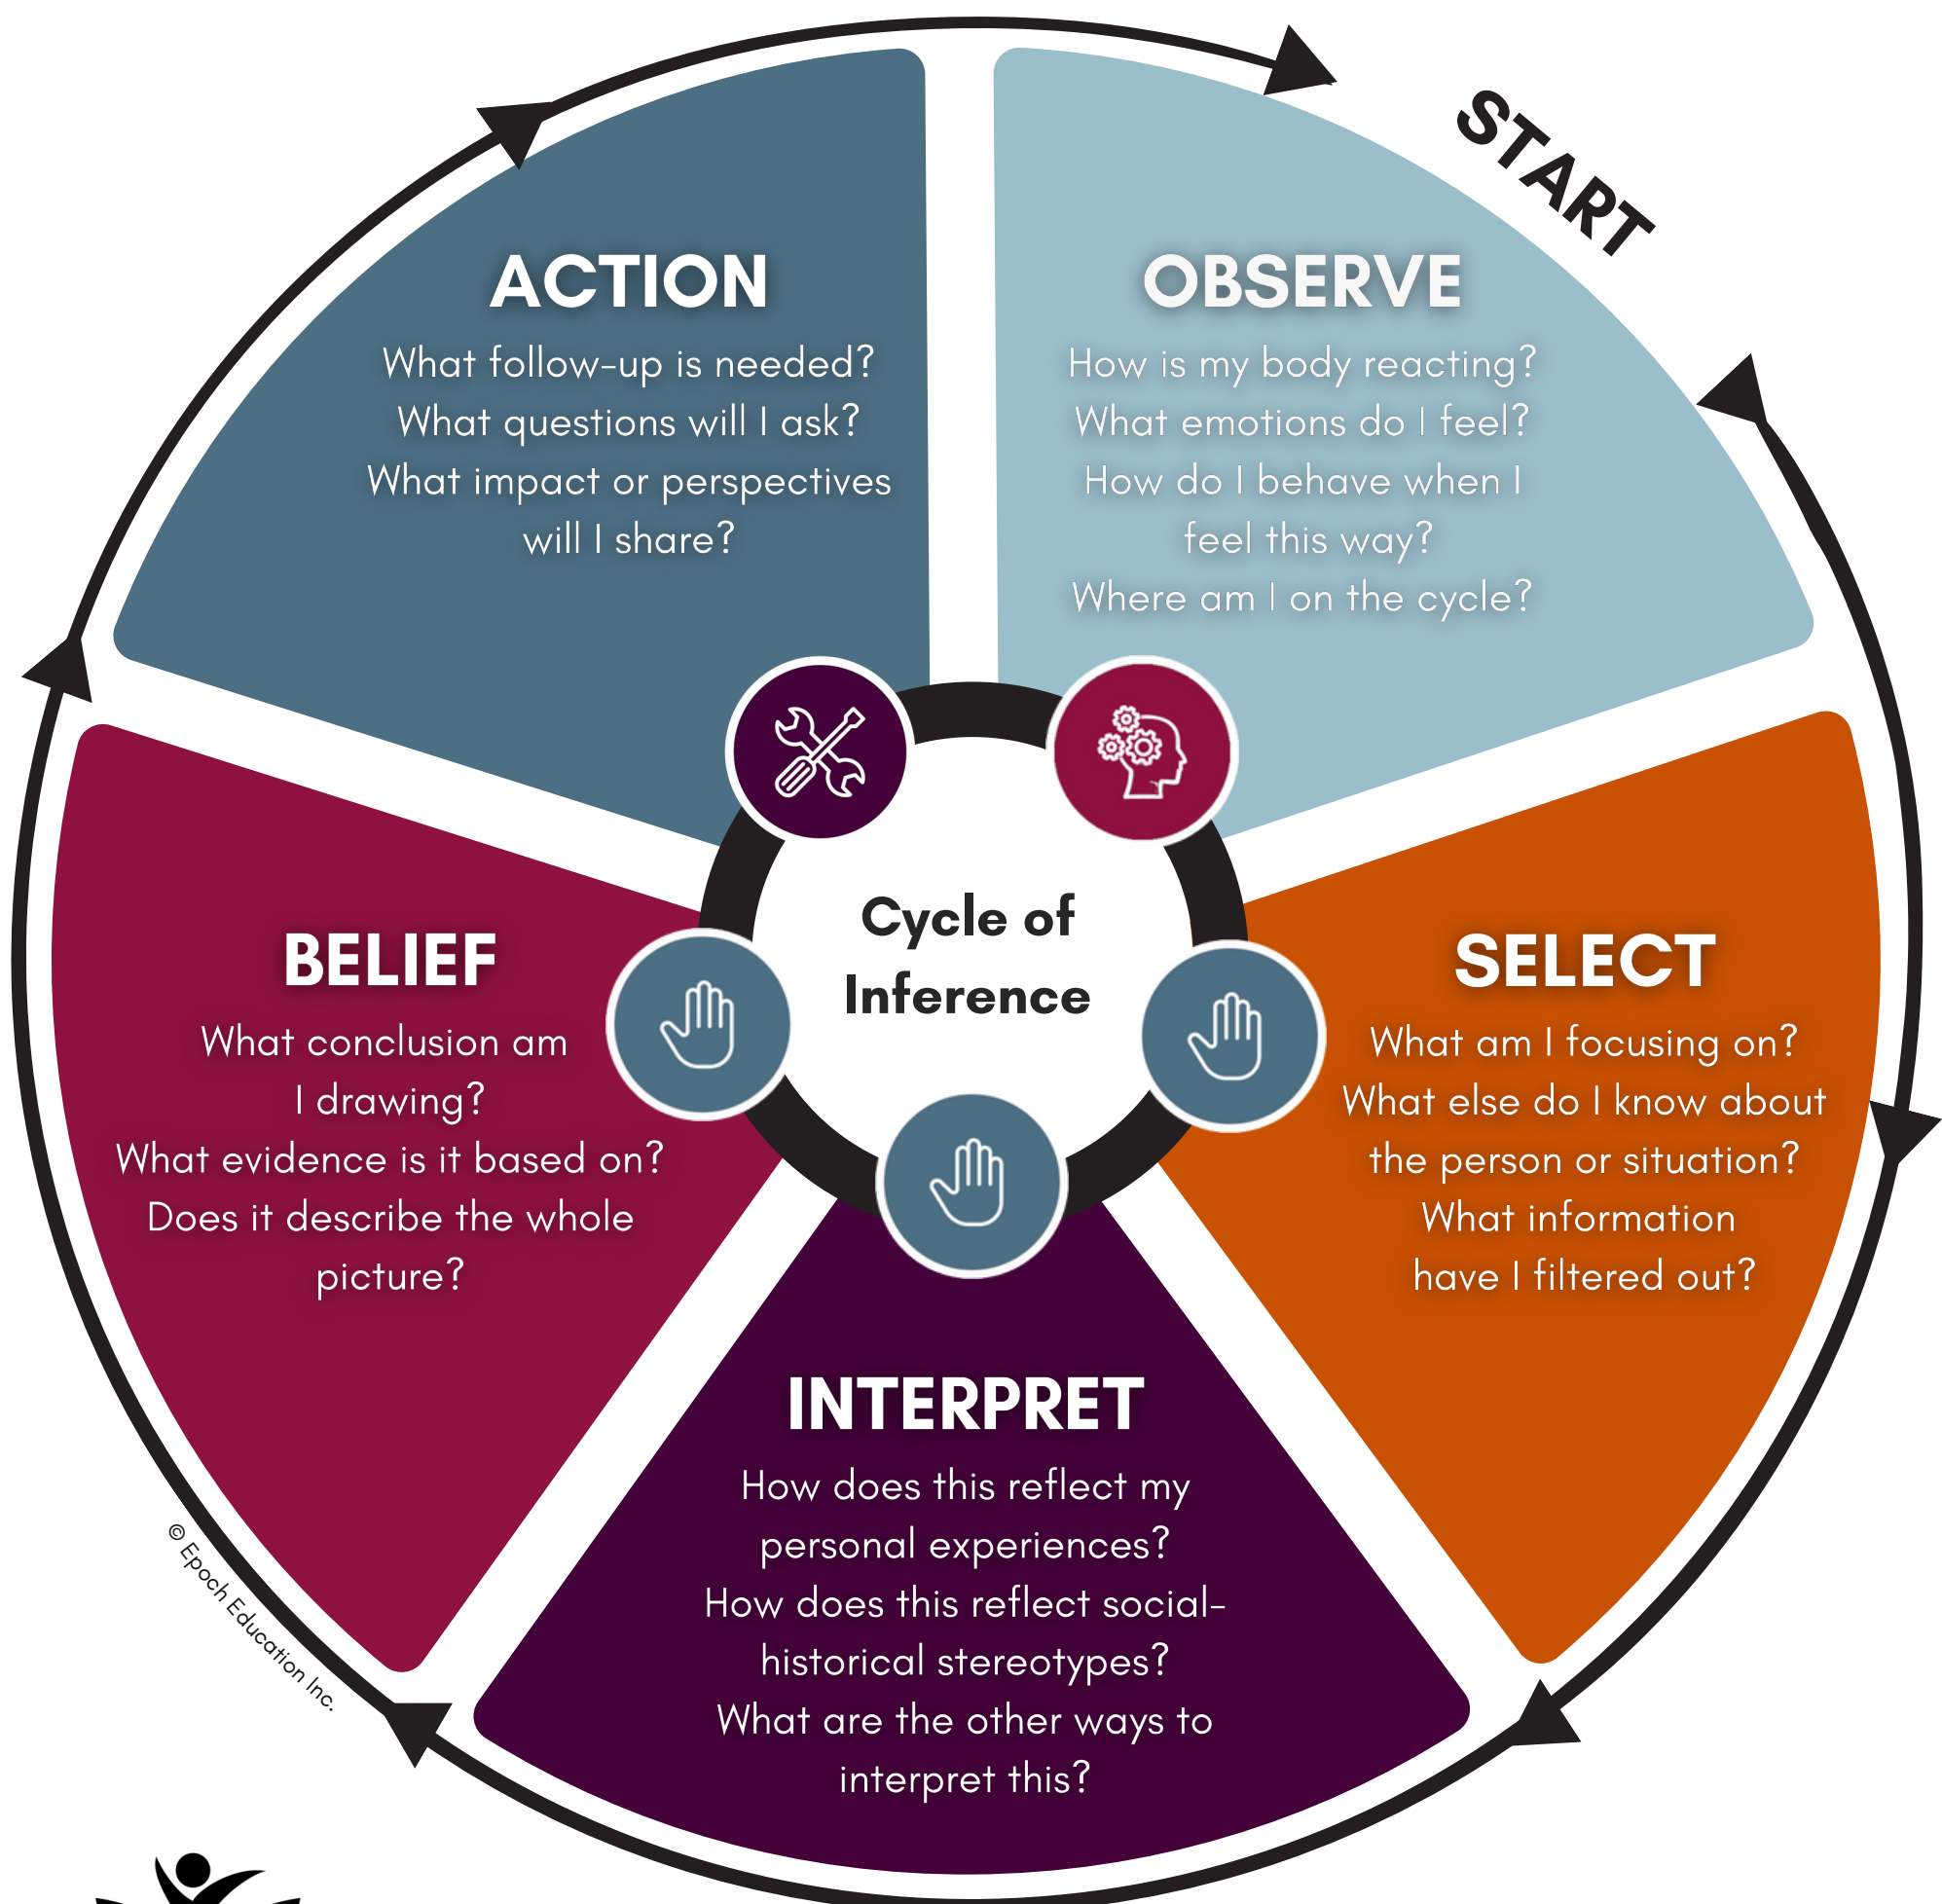 START
OBSERVE
How is my body reacting?
What emotions do I feel?
How do I behave when I
feel this way?
Where am I on the cycle?
SELECT
What am I focusing on?
What else do I know about
the person or situation?
What information
have I filtered out?
INTERPRET
How does this reflect my
personal experiences?
How does this reflect social-
historical stereotypes?
What are the other ways to
interpret this?
BELIEF
What conclusion am
I drawing?
What evidence is it based on?
Does it describe the whole
picture?
ACTION
What follow-up is needed?
What questions will I ask?
What impact or perspectives
will I share?
Cycle of
Inference
© Epoch Education Inc.